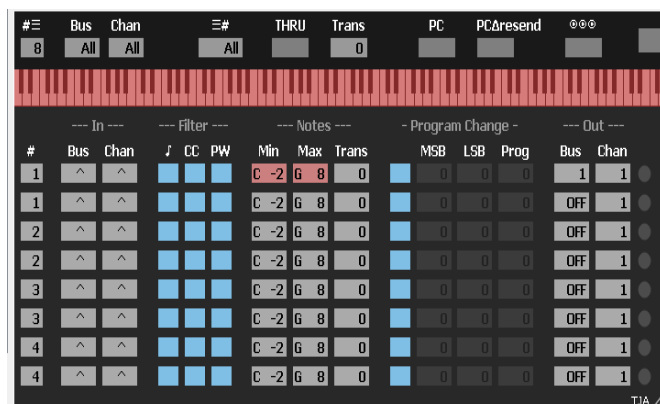 #☰ Bus Chan ☰# THRU Trans PC PCΔresend
8 All All All 0
--- In --- --- Filter --- --- Notes --- - Program Change - --- Out ---
# Bus Chan ♪ CC PW Min Max Trans MSB LSB Prog Bus Chan
1 ^ ^ C -2 G 8 0 0 0 0 1 1
1 ^ ^ C -2 G 8 0 0 0 0 OFF 1
2 ^ ^ C -2 G 8 0 0 0 0 OFF 1
2 ^ ^ C -2 G 8 0 0 0 0 OFF 1
3 ^ ^ C -2 G 8 0 0 0 0 OFF 1
3 ^ ^ C -2 G 8 0 0 0 0 OFF 1
4 ^ ^ C -2 G 8 0 0 0 0 OFF 1
4 ^ ^ C -2 G 8 0 0 0 0 OFF 1